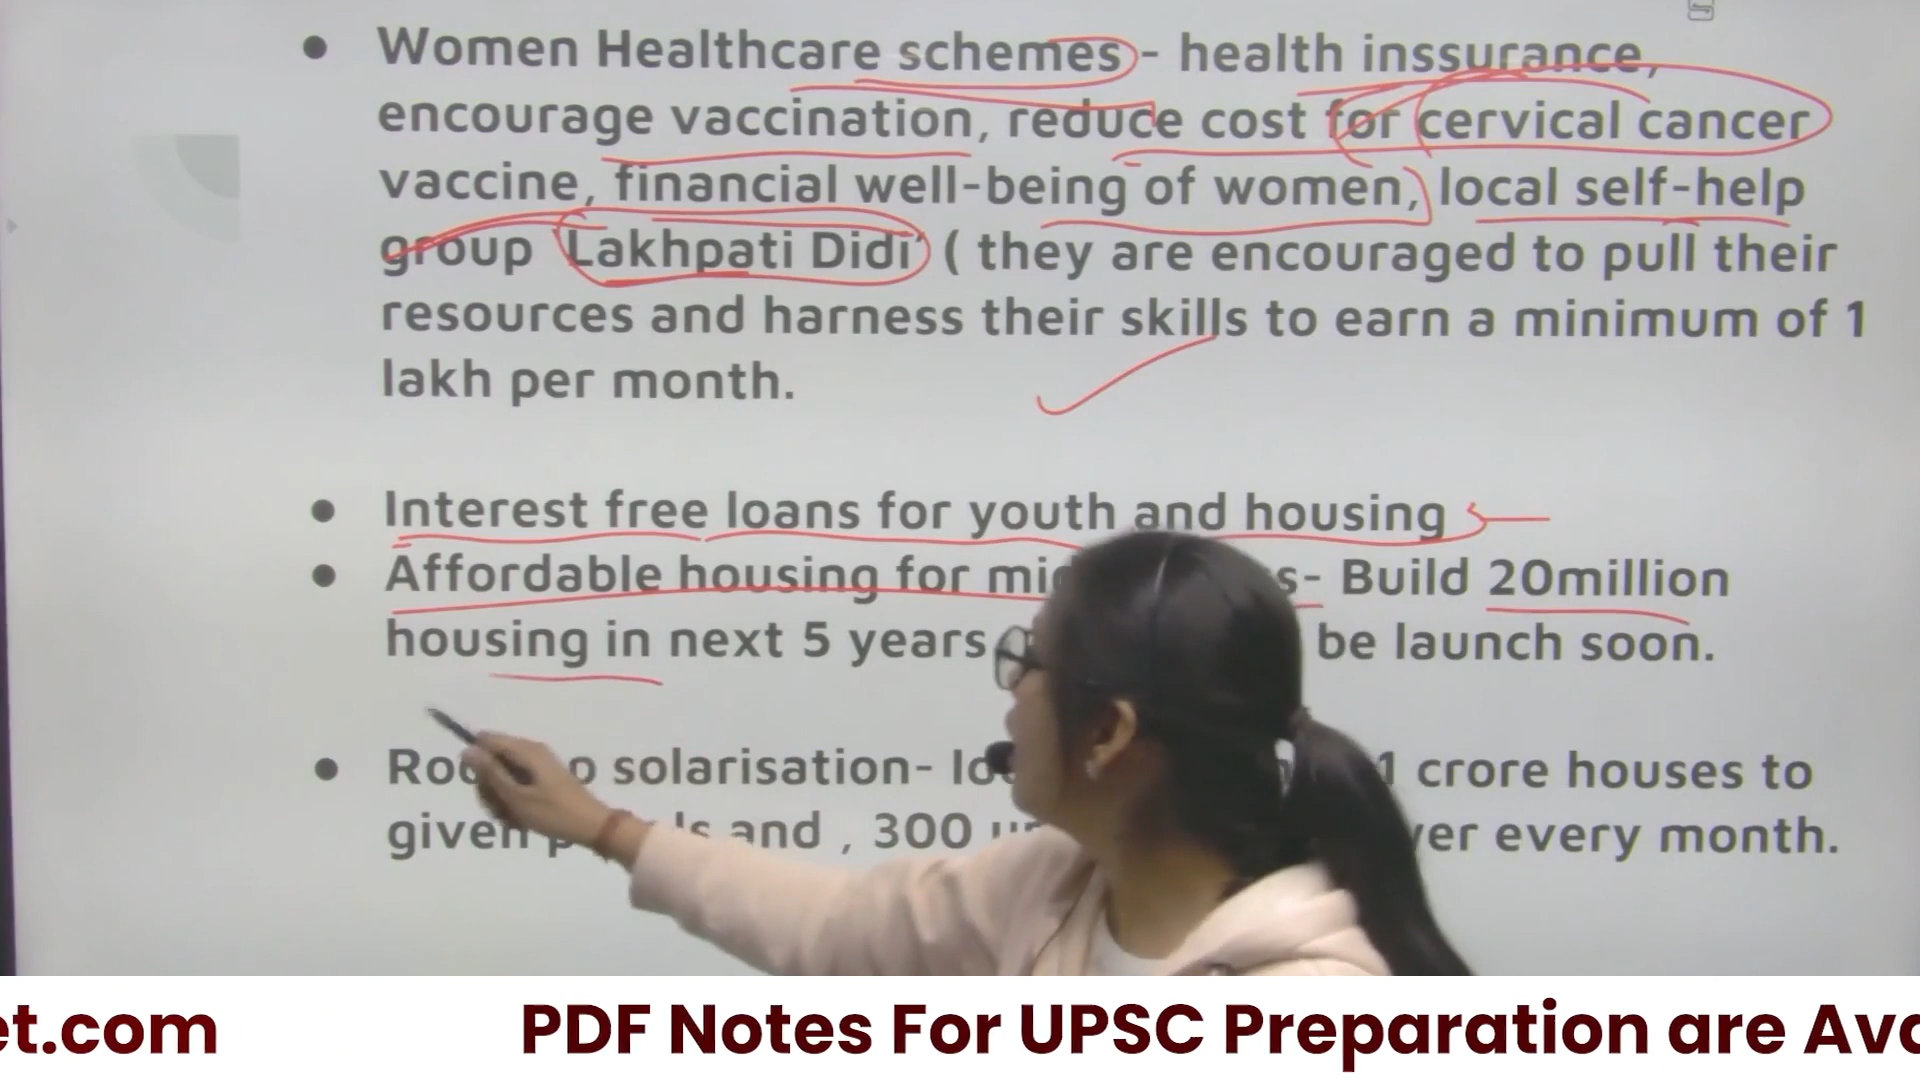 • Women Healthcare schemes - health inssurance,
encourage vaccination, reduce cost for cervical cancer
vaccine, financial well-being of women, local self-help
group 'Lakhpati Didi' ( they are encouraged to pull their
resources and harness their skills to earn a minimum of 1
lakh per month.
• Interest free loans for youth and housing
• Affordable housing for - Build 20million
housing in next 5 years be launch soon.
• solarisation- 1 crore houses to
given and , 300 every month.
et.com PDF Notes For UPSC Preparation are